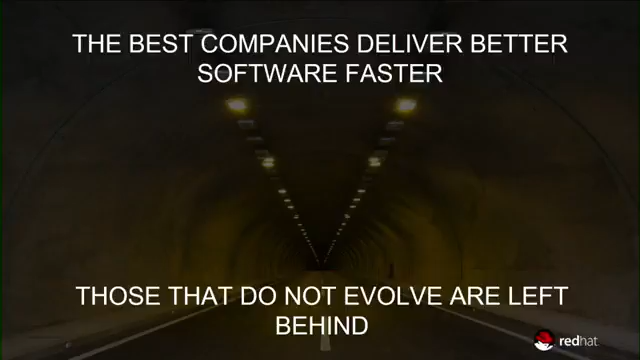 THE BEST COMPANIES DELIVER BETTER
SOFTWARE FASTER
THOSE THAT DO NOT EVOLVE ARE LEFT
BEHIND
redhat